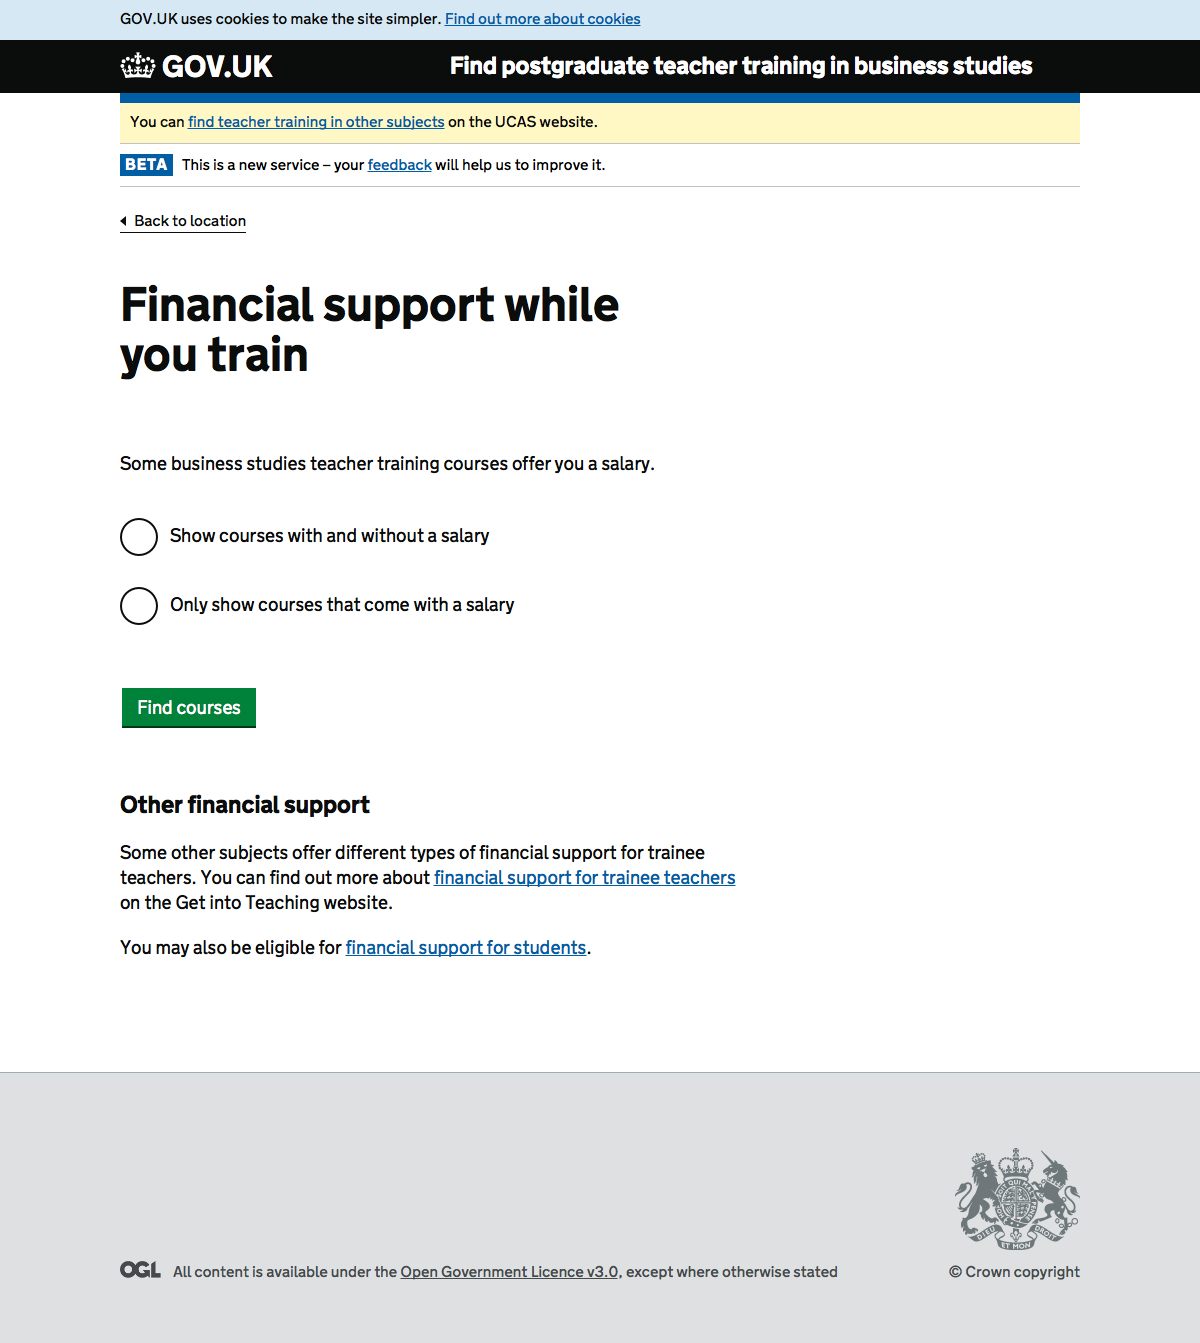 GOV.UK uses cookies to make the site simpler. Find out more about cookies
GOV.UK
Find postgraduate teacher training in business studies
You can find teacher training in other subjects on the UCAS website.
BETA This is a new service – your feedback will help us to improve it.
Back to location
Financial support while
you train
Some business studies teacher training courses offer you a salary.
Show courses with and without a salary
Only show courses that come with a salary
Find courses
Other financial support
Some other subjects offer different types of financial support for trainee
teachers. You can find out more about financial support for trainee teachers
on the Get into Teaching website.
You may also be eligible for financial support for students.
DIEU ET MON DROIT
OGL All content is available under the Open Government Licence v3.0, except where otherwise stated
© Crown copyright